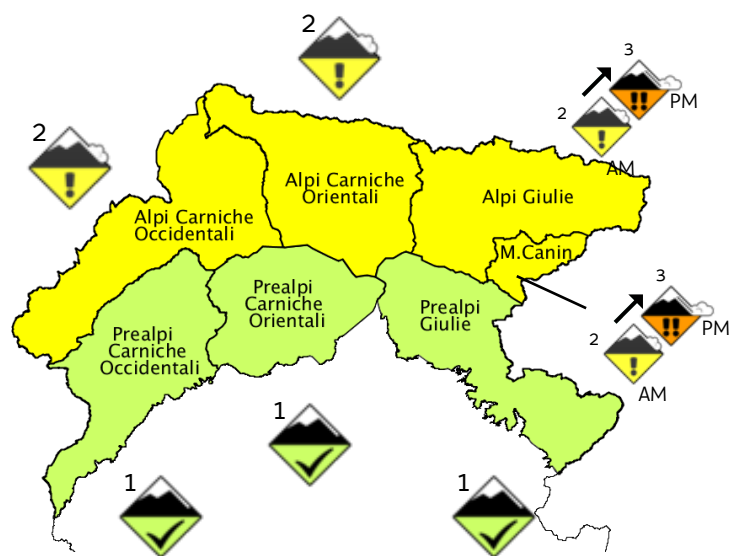 2
3
PM
2
AM
2
Alpi Carniche
Orientali
Alpi Giulie
Alpi Carniche
Occidentali
M.Canin
3
PM
2
AM
Prealpi
Carniche
Orientali
Prealpi
Giulie
Prealpi
Carniche
Occidentali
1
1
1